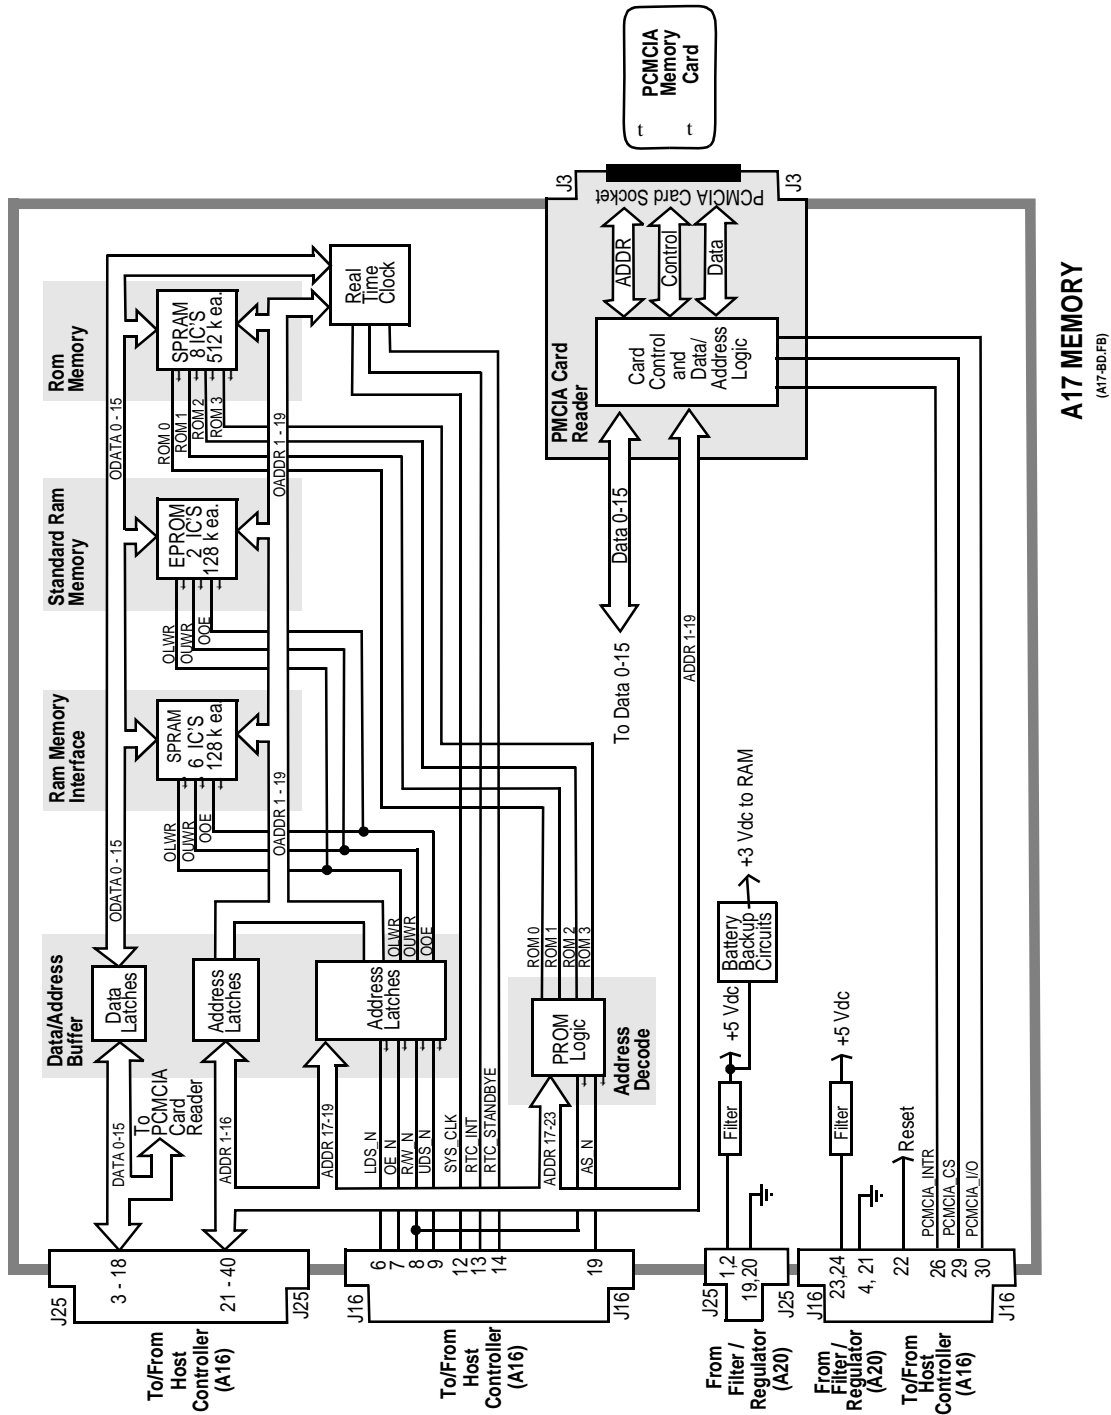 To/From
Host
Controller
(A16)
J25
3 - 18
21 - 40
J25
To/From
Host
Controller
(A16)
J16
6
7
8
9
12
13
14
19
J16
From
Filter /
Regulator
(A20)
J25
1,2
19,20
J25
From
Filter /
Regulator
(A20)
To/From
Host
Controller
(A16)
J16
23,24
4, 21
22
26
29
30
J16
Data/Address
Buffer
DATA 0-15
To
PCMCIA
Card
Reader
Data
Latches
ADDR 1-16
Address
Latches
ADDR 17-19
Address
Latches
LDS_N
OE_N
R/W_N
UDS_N
SYS_CLK
RTC_INT
RTC_STANDBYE
OLWR
OUWR
OOE
ADDR 17-23
AS_N
PROM
Logic
Address
Decode
ROM 0
ROM 1
ROM 2
ROM 3
Filter
+5 Vdc
Battery
Backup
Circuits
+3 Vdc to RAM
Filter
+5 Vdc
Reset
PCMCIA_INTR
PCMCIA_CS
PCMCIA_I/O
Ram Memory
Interface
ODATA 0 - 15
SPRAM
6 IC'S
128 k ea.
OLWR
OUWR
OOE
OADDR 1 - 19
Standard Ram
Memory
EPROM
2 IC'S
128 k ea.
OLWR
OUWR
OOE
Rom
Memory
ODATA 0 - 15
SPRAM
8 IC'S
512 k ea.
ROM 0
ROM 1
ROM 2
ROM 3
OADDR 1 - 19
Real
Time
Clock
To Data 0-15
Data 0-15
ADDR 1-19
PMCIA Card
Reader
Card
Control
and
Data/
Address
Logic
ADDR
Control
Data
PCMCIA Card Socket
J3
J3
PCMCIA
Memory
Card
t
t
A17 MEMORY
(A17-BD.FB)